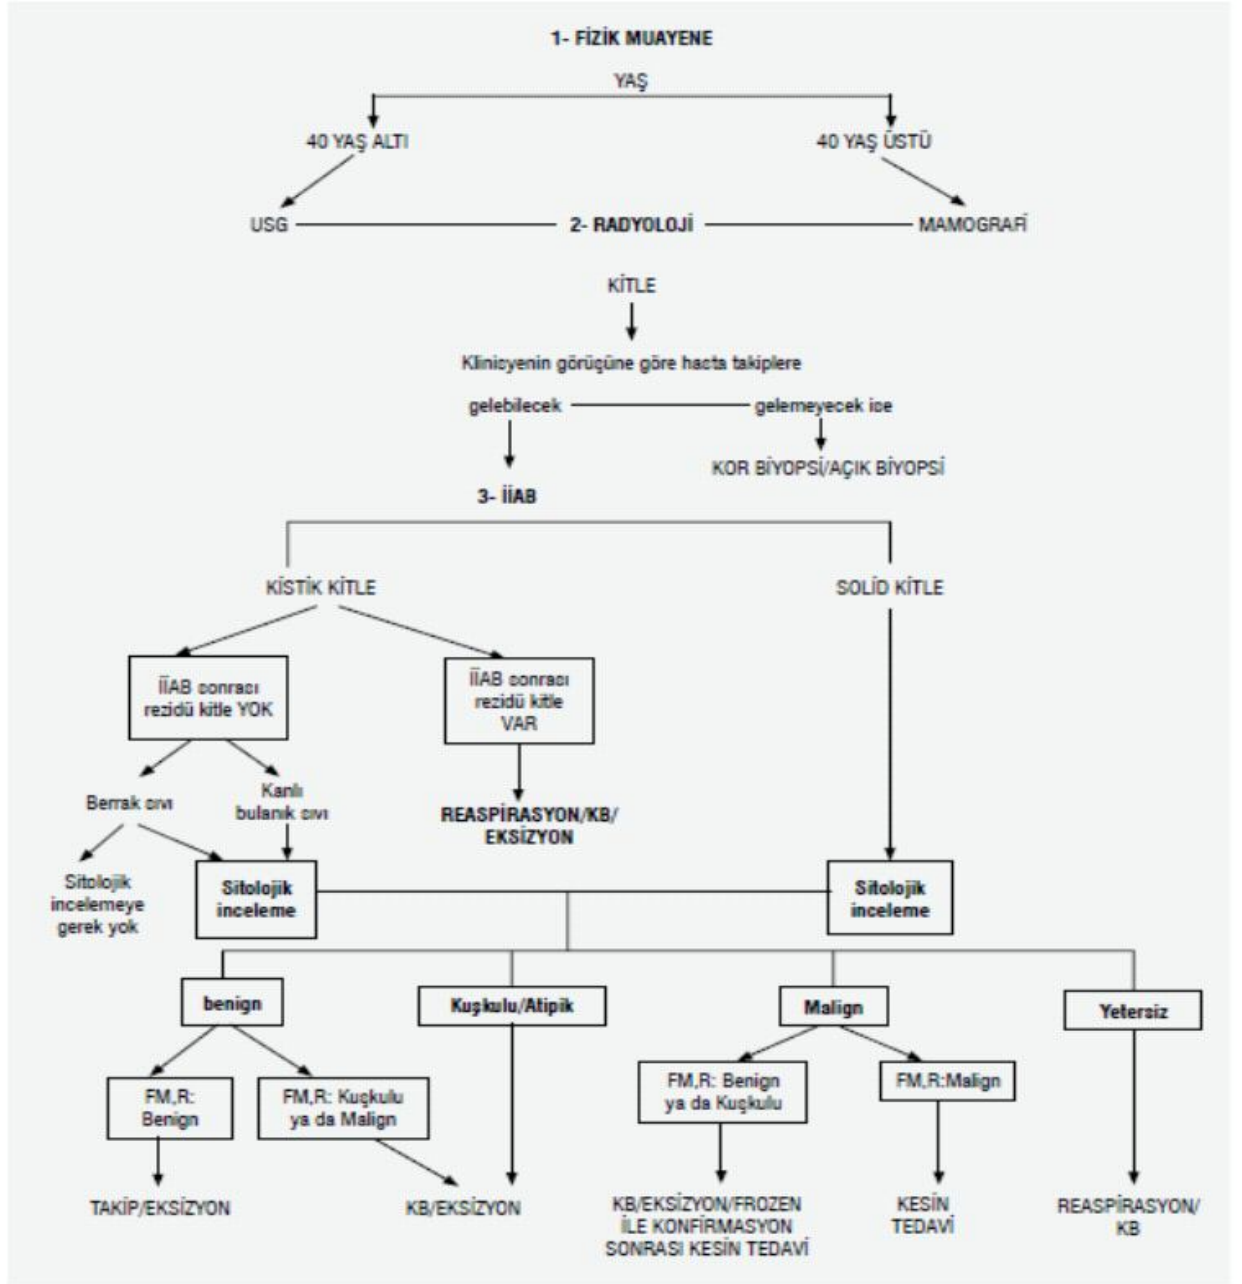 1- FİZİK MUAYENE
YAŞ
40 YAŞ ALTI
40 YAŞ ÜSTÜ
USG
2- RADYOLOJİ
MAMOGRAFİ
KİTLE
Klinisyenin görüşüne göre hasta takiplere
gelebilecek
gelemeyecek ise
KOR BİYOPSİ/AÇIK BİYOPSİ
3- İİAB
KİSTİK KİTLE
SOLİD KİTLE
İİAB sonrası
rezidü kitle YOK
İİAB sonrası
rezidü kitle
VAR
Berrak sıvı
Kanlı
bulanık sıvı
REASPİRASYON/KB/
EKSİZYON
Sitolojik
incelemeye
gerek yok
Sitolojik
inceleme
Sitolojik
inceleme
benign
Kuşkulu/Atipik
Malign
Yetersiz
FM,R:
Benign
FM,R: Kuşkulu
ya da Malign
FM,R: Benign
ya da Kuşkulu
FM,R:Malign
TAKİP/EKSİZYON
KB/EKSİZYON
KB/EKSİZYON/FROZEN
İLE KONFİRMASYON
SONRASI KESİN TEDAVİ
KESİN
TEDAVİ
REASPİRASYON/
KB